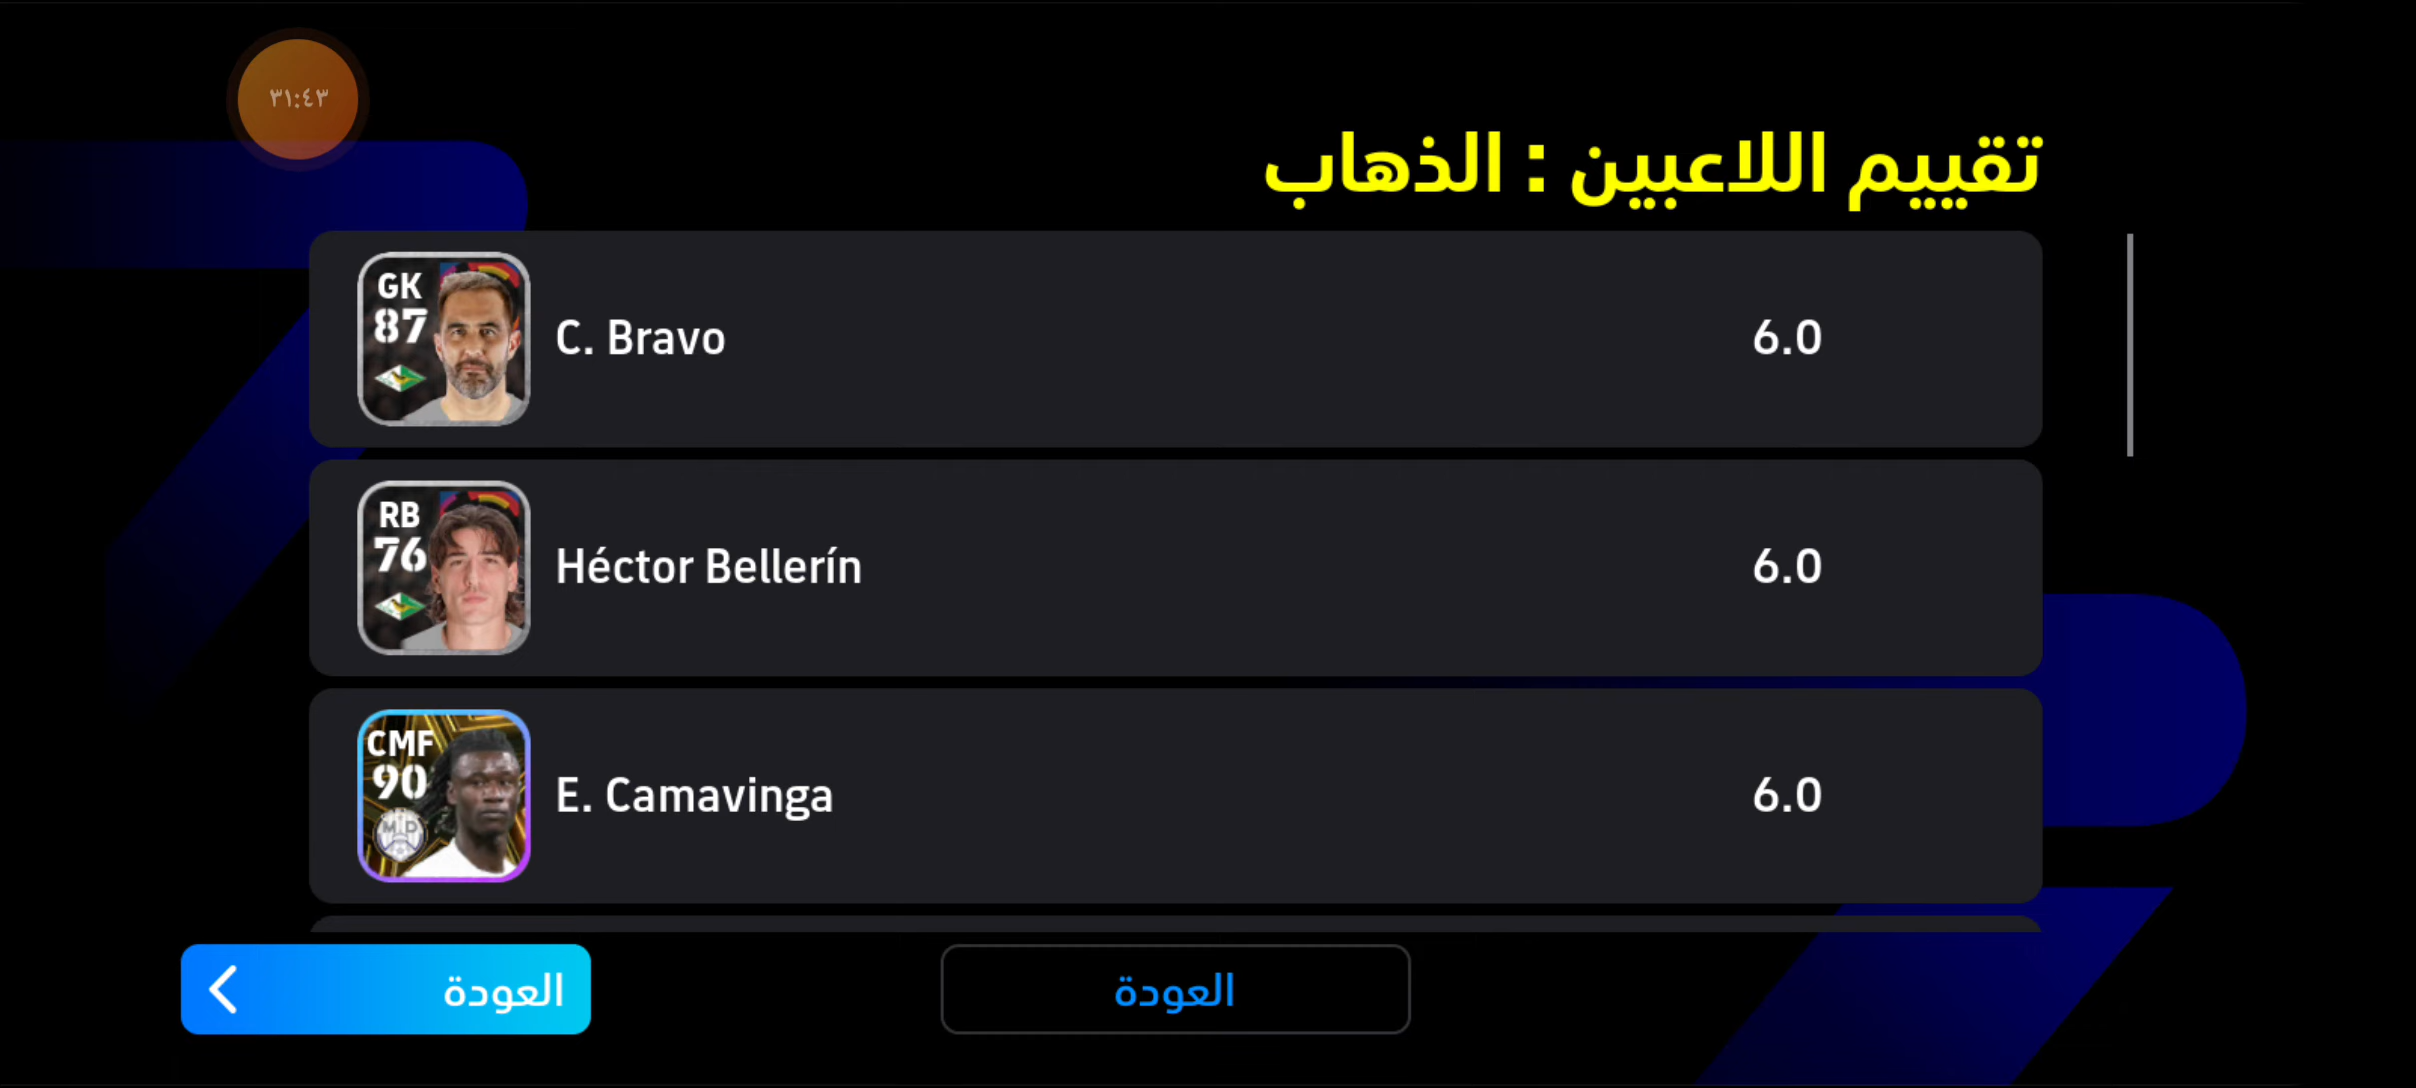 ٣١:٤٣
تقييم اللاعبين : الذهاب
GK
87
C. Bravo
6.0
RB
76
Héctor Bellerín
6.0
CMF
90
MD
E. Camavinga
6.0
العودة
العودة